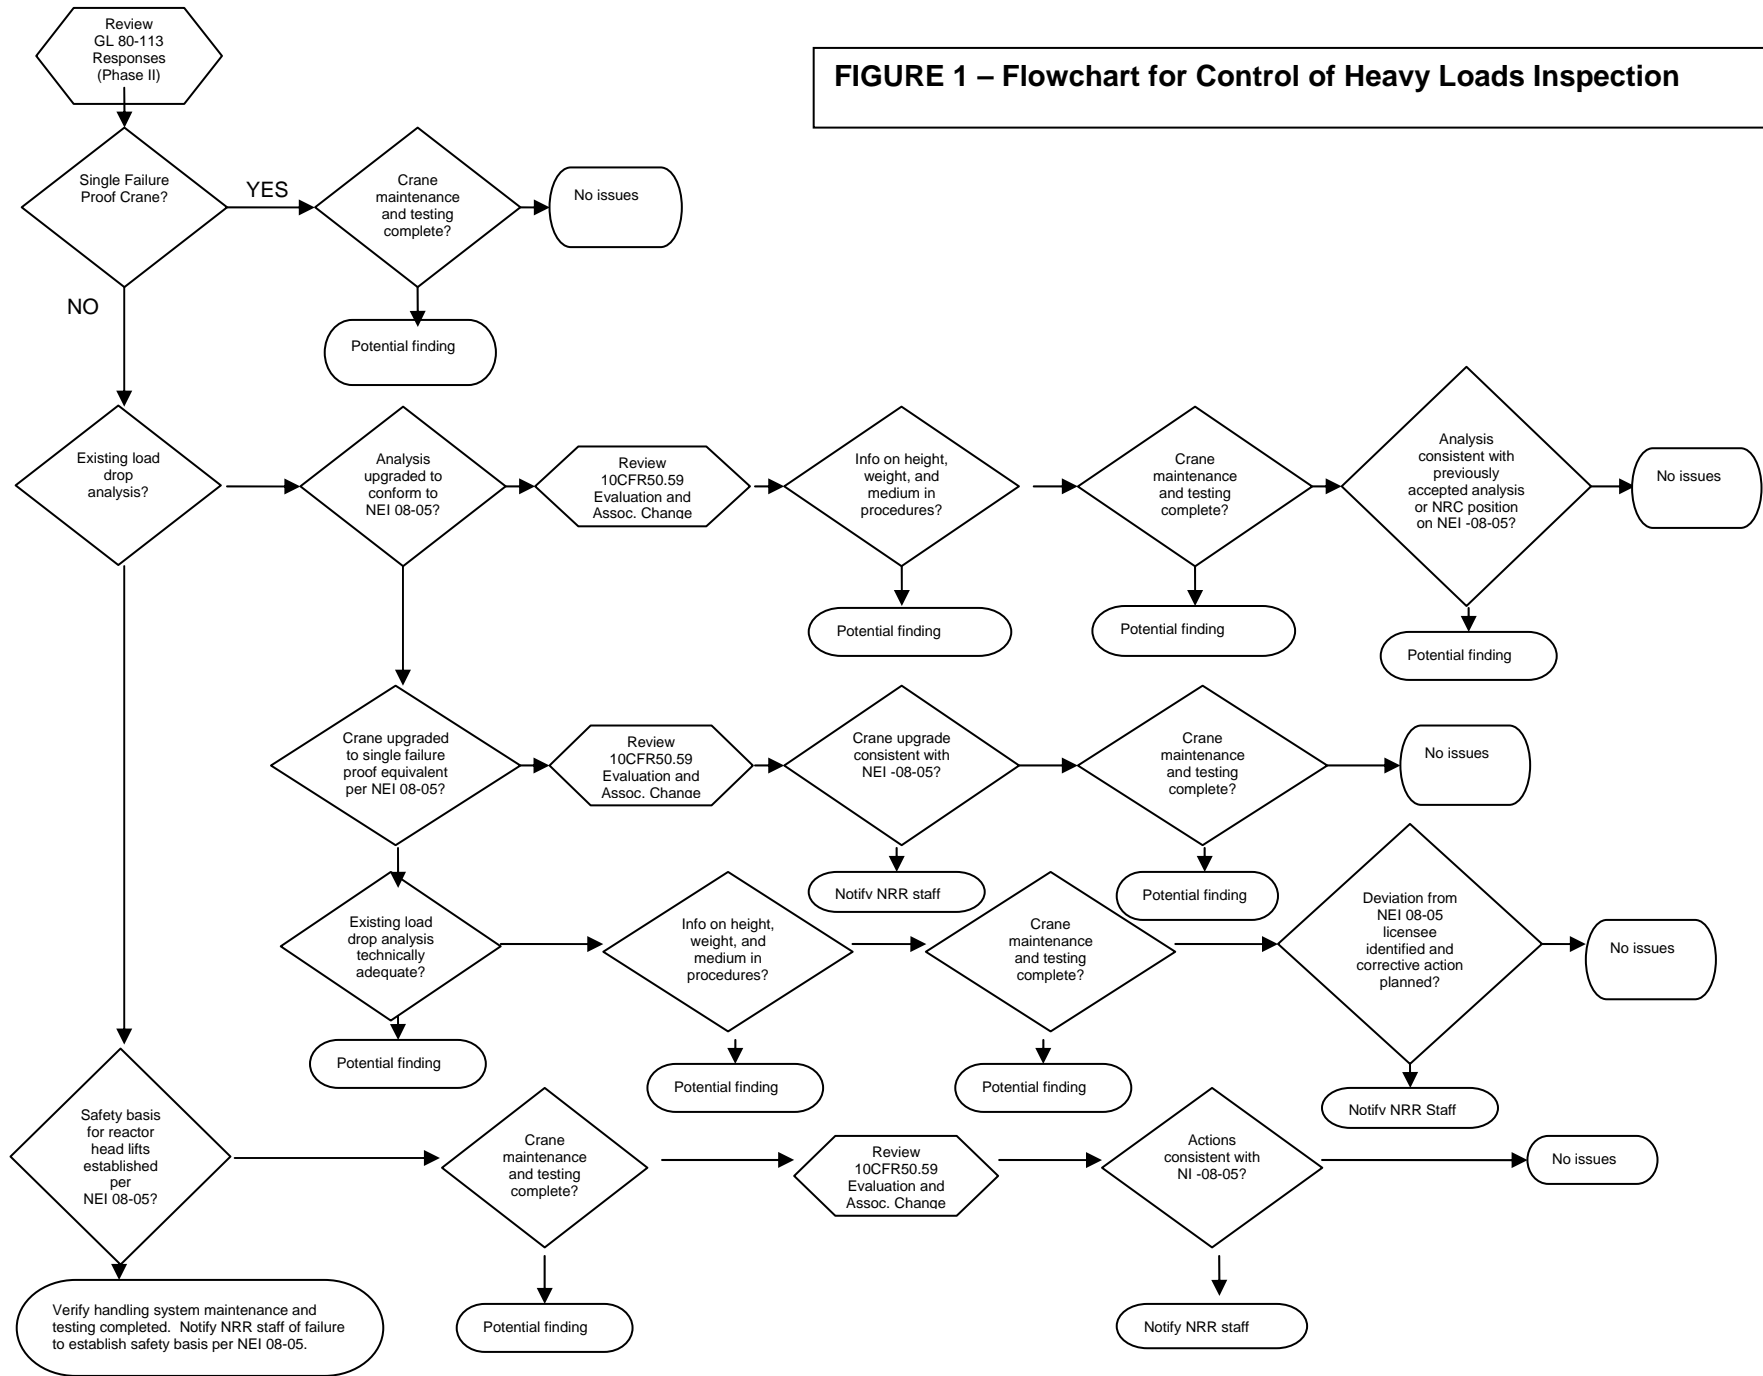 Review
GL 80-113
Responses
(Phase II)
FIGURE 1 – Flowchart for Control of Heavy Loads Inspection
Single Failure
Proof Crane?
YES
Crane
maintenance
and testing
complete?
No issues
NO
Potential finding
Existing load
drop
analysis?
Analysis
upgraded to
conform to
NEI 08-05?
Review
10CFR50.59
Evaluation and
Assoc. Change
Info on height,
weight, and
medium in
procedures?
Crane
maintenance
and testing
complete?
Analysis
consistent with
previously
accepted analysis
or NRC position
on NEI -08-05?
No issues
Potential finding
Potential finding
Potential finding
Crane upgraded
to single failure
proof equivalent
per NEI 08-05?
Review
10CFR50.59
Evaluation and
Assoc. Change
Crane upgrade
consistent with
NEI -08-05?
Crane
maintenance
and testing
complete?
No issues
Notify NRR staff
Potential finding
Existing load
drop analysis
technically
adequate?
Info on height,
weight, and
medium in
procedures?
Crane
maintenance
and testing
complete?
Deviation from
NEI 08-05
licensee
identified and
corrective action
planned?
No issues
Potential finding
Potential finding
Potential finding
Notify NRR Staff
Safety basis
for reactor
head lifts
established
per
NEI 08-05?
Crane
maintenance
and testing
complete?
Review
10CFR50.59
Evaluation and
Assoc. Change
Actions
consistent with
NI -08-05?
No issues
Verify handling system maintenance and
testing completed.  Notify NRR staff of failure
to establish safety basis per NEI 08-05.
Potential finding
Notify NRR staff